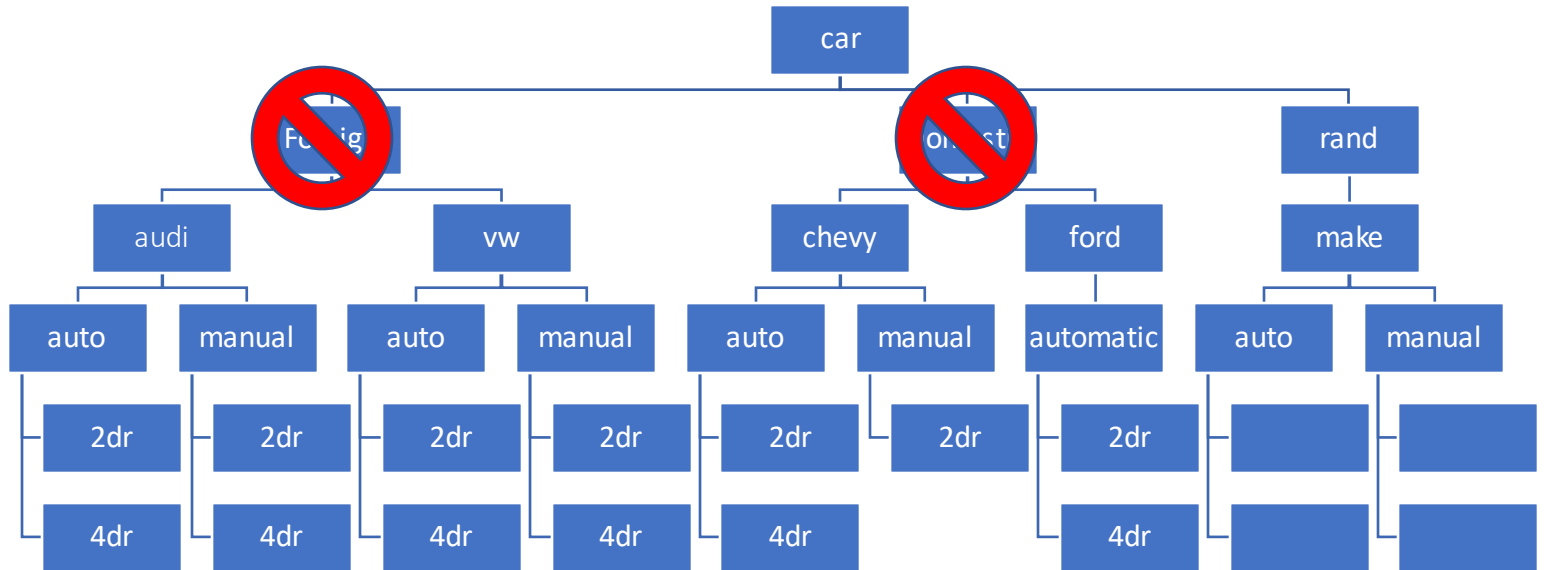 car
rand
audi
vw
chevy
ford
make
auto
manual
auto
manual
auto
manual
automatic
auto
manual
2dr
2dr
2dr
2dr
2dr
2dr
2dr
4dr
4dr
4dr
4dr
4dr
4dr